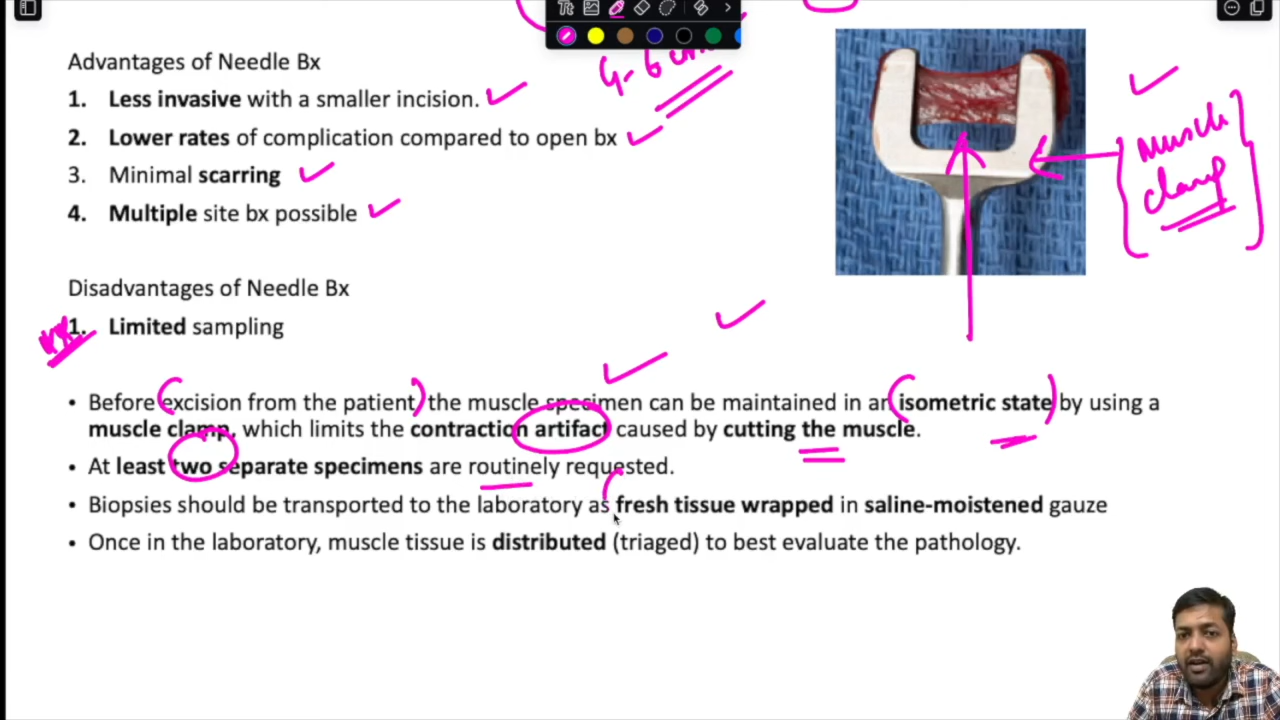 4-6 cm
Advantages of Needle Bx
1. Less invasive with a smaller incision.
2. Lower rates of complication compared to open bx
3. Minimal scarring
4. Multiple site bx possible
Muscle
clamp
Disadvantages of Needle Bx
1. Limited sampling
• Before excision from the patient, the muscle specimen can be maintained in an isometric state by using a
muscle clamp, which limits the contraction artifact caused by cutting the muscle.
• At least two separate specimens are routinely requested.
• Biopsies should be transported to the laboratory as fresh tissue wrapped in saline-moistened gauze
• Once in the laboratory, muscle tissue is distributed (triaged) to best evaluate the pathology.